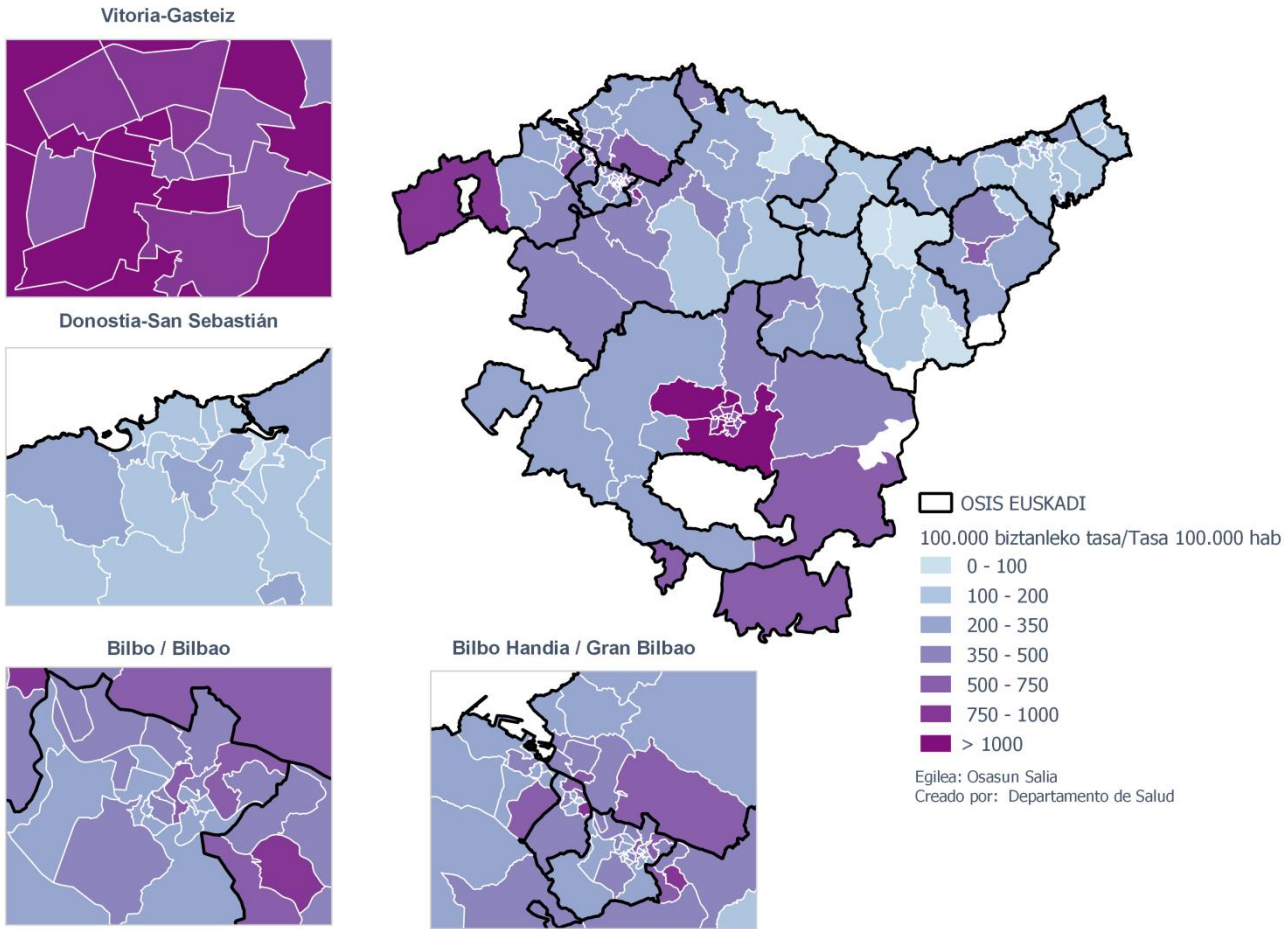 Vitoria-Gasteiz
Donostia-San Sebastián
Bilbo / Bilbao
Bilbo Handia / Gran Bilbao
OSIS EUSKADI
100.000 biztanleko tasa/Tasa 100.000 hab
0 - 100
100 - 200
200 - 350
350 - 500
500 - 750
750 - 1000
> 1000
Egilea: Osasun Salia
Creado por: Departamento de Salud